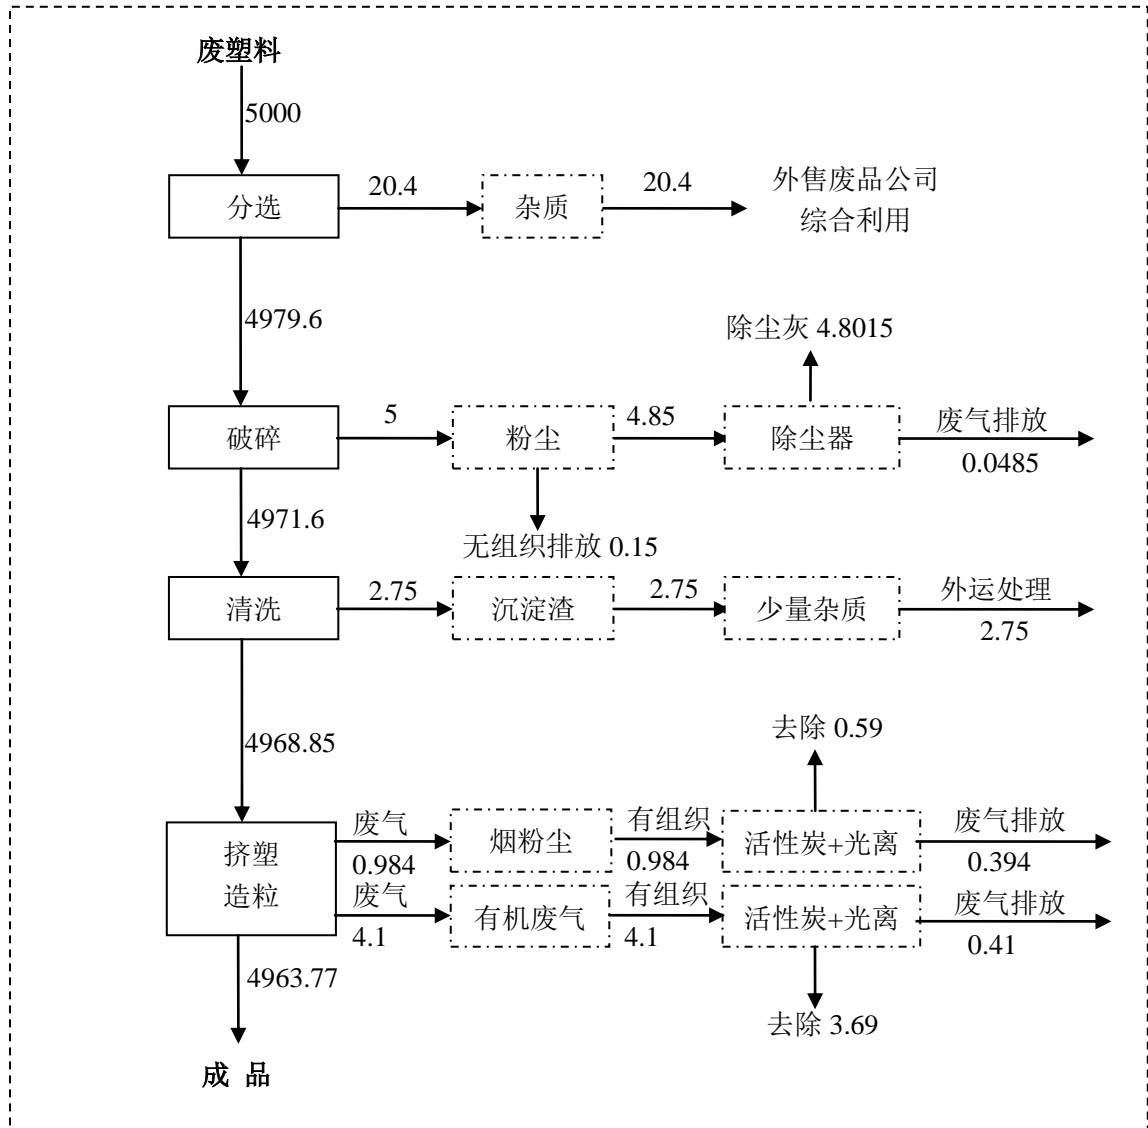 废塑料
5000
分选
20.4
杂质
20.4
外售废品公司
综合利用
4979.6
除尘灰 4.8015
破碎
5
粉尘
4.85
除尘器
废气排放
0.0485
4971.6
无组织排放 0.15
清洗
2.75
沉淀渣
2.75
少量杂质
外运处理
2.75
4968.85
去除 0.59
挤塑
造粒
废气
0.984
烟粉尘
有组织
0.984
活性炭+光离
废气排放
0.394
废气
4.1
有机废气
有组织
4.1
活性炭+光离
废气排放
0.41
4963.77
去除 3.69
成 品